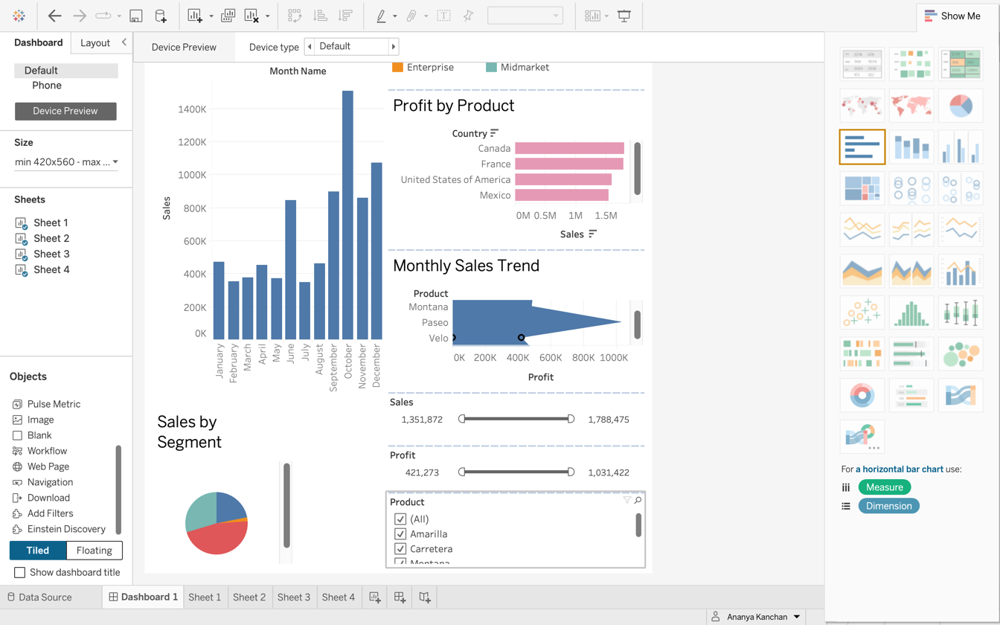 Show Me
Dashboard
Layout
Device Preview
Device type
Default
Default
Phone
Device Preview
Size
min 420x560 - max ...
Sheets
Sheet 1
Sheet 2
Sheet 3
Sheet 4
Objects
Pulse Metric
Image
Blank
Workflow
Web Page
Navigation
Download
Add Filters
Einstein Discovery
Tiled
Floating
Show dashboard title
Month Name
1400K
1200K
1000K
800K
600K
400K
200K
0K
Sales
January
February
March
April
May
June
July
August
September
October
November
December
Sales by
Segment
Enterprise
Midmarket
Profit by Product
Country
Canada
France
United States of America
Mexico
0M 0.5M 1M 1.5M
Sales
Monthly Sales Trend
Product
Montana
Paseo
Velo
0K 200K 400K 600K 800K 1000K
Profit
Sales
1,351,872
1,788,475
Profit
421,273
1,031,422
Product
(All)
Amarilla
Carretera
Montana
For a horizontal bar chart use:
Measure
Dimension
Data Source
Dashboard 1
Sheet 1
Sheet 2
Sheet 3
Sheet 4
Ananya Kanchan